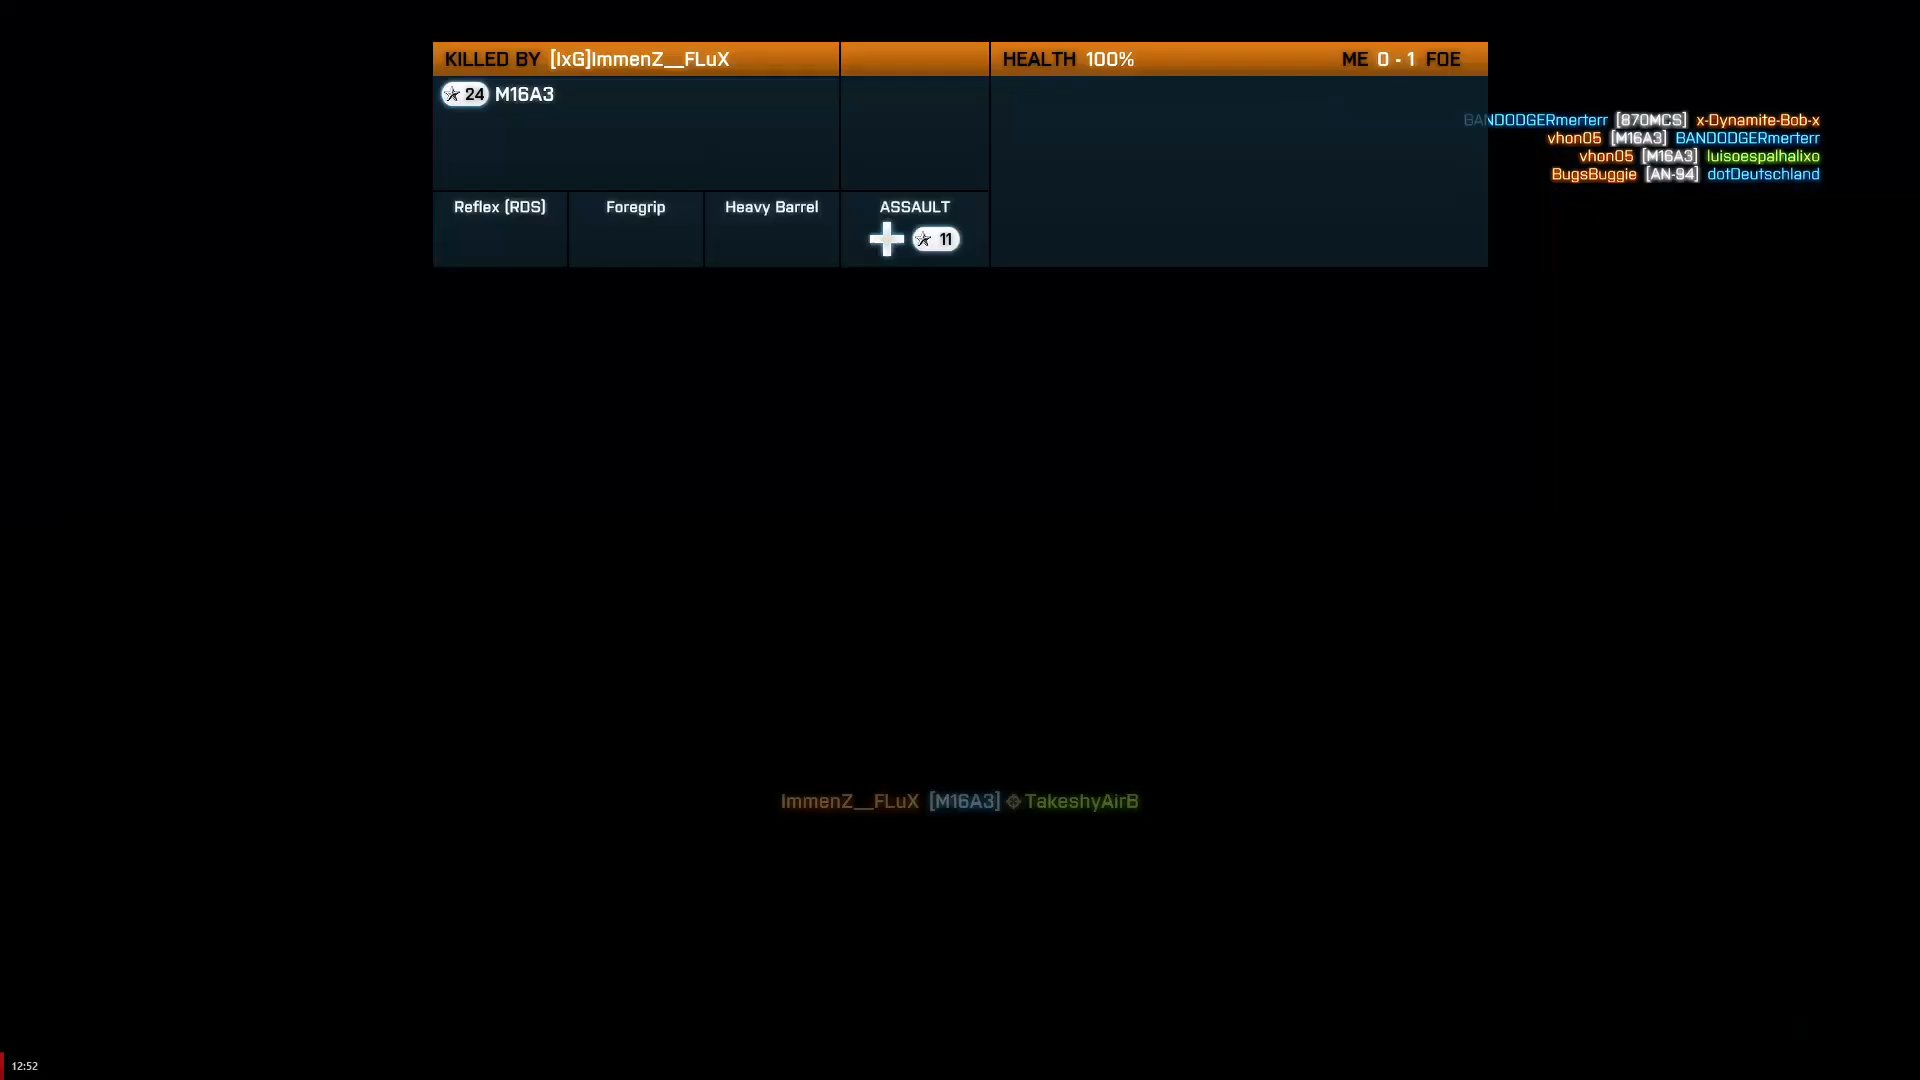 KILLED BY [IxG]ImmenZ__FLuX
HEALTH 100%
ME 0 - 1 FOE
24 M16A3
BANDODGERmerterr [870MCS] x-Dynamite-Bob-x
vhon05 [M16A3] BANDODGERmerterr
vhon05 [M16A3] luisoespalhalixo
BugsBuggie [AN-94] dotDeutschland
Reflex (RDS)
Foregrip
Heavy Barrel
ASSAULT
11
ImmenZ__FLuX [M16A3] TakeshyAirB
12:52